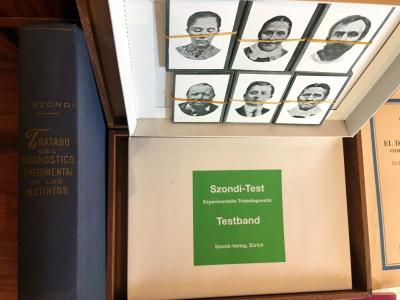 L. SZONDI
TRATADO
DEL
DIAGNOSTICO
EXPERIMENTAL
DE LOS
INSTINTOS
Szondi-Test
Experimentelle Triebdiagnostik
Testband
Szondi-Verlag, Zürich
EL D